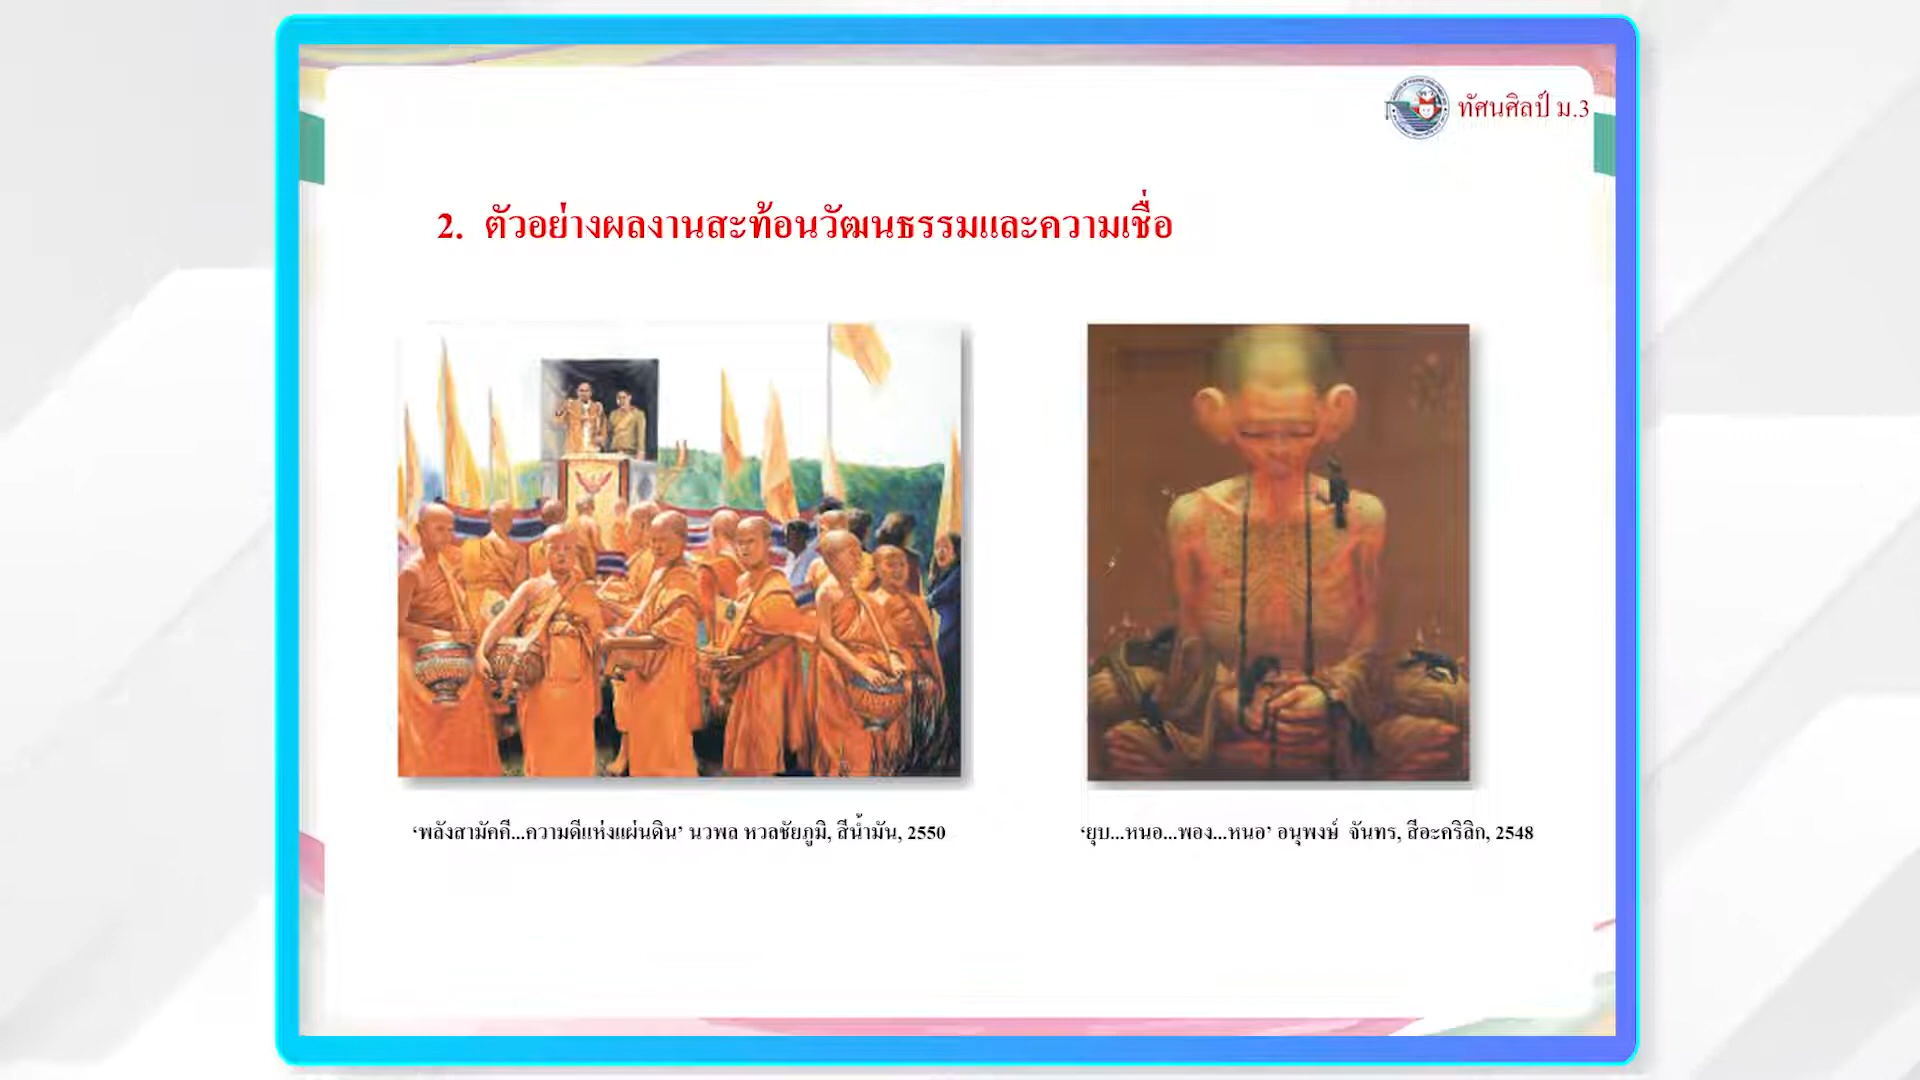 ทัศนศิลป์ ม.3
2. ตัวอย่างผลงานสะท้อนวัฒนธรรมและความเชื่อ
‘พลังสามัคคี...ความดีแห่งแผ่นดิน’ นวพล หวลชัยภูมิ, สีน้ำมัน, 2550
‘ยุบ...หนอ...พอง...หนอ’ อนุพงษ์ จันทร, สีอะคริลิก, 2548